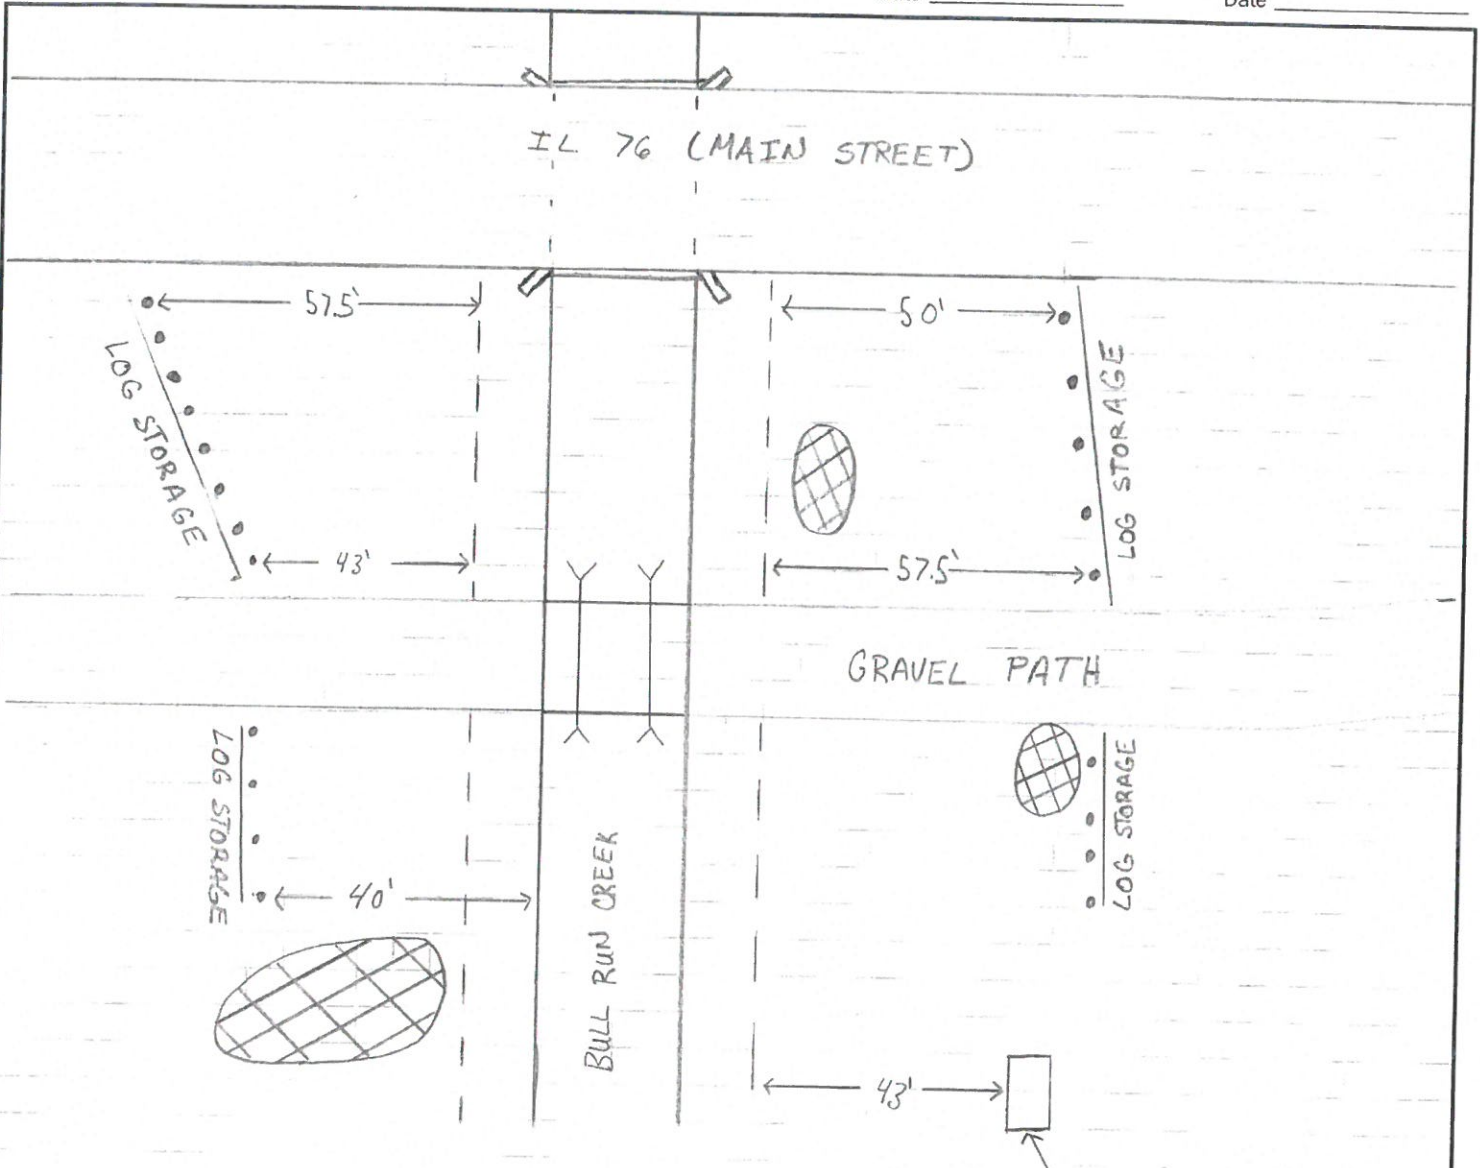 Date
IL 76 (MAIN STREET)
57.5'
50'
LOG STORAGE
LOG STORAGE
43'
57.5'
GRAVEL PATH
LOG STORAGE
LOG STORAGE
40'
BULL RUN CREEK
43'